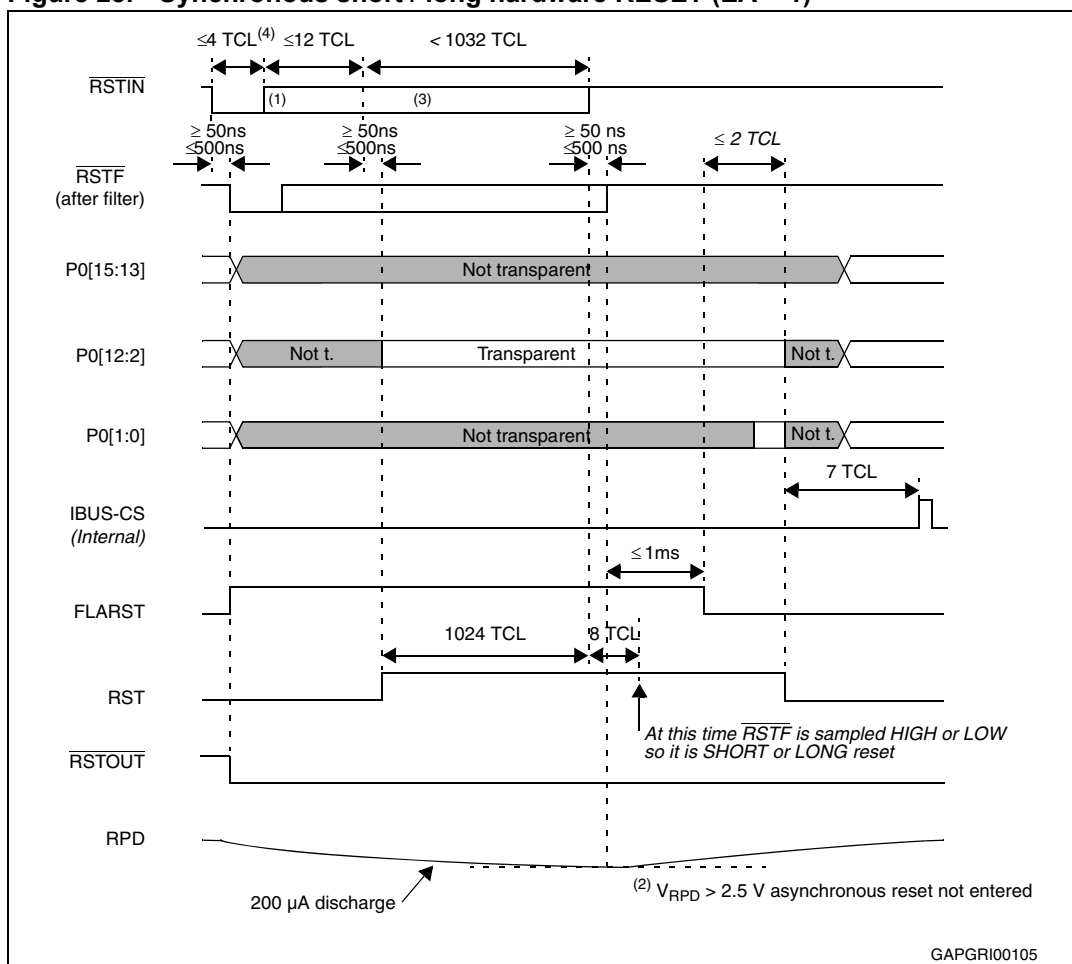 Figure 25. Synchronous short / long hardware RESET (EA = 1)
≤4 TCL(4) ≤12 TCL < 1032 TCL
RSTIN
(1) (3)
≥ 50ns ≥ 50ns ≥ 50 ns
≤500ns ≤500ns ≤500 ns
≤ 2 TCL
RSTF
(after filter)
P0[15:13] Not transparent
P0[12:2] Not t. Transparent Not t.
P0[1:0] Not transparent Not t.
7 TCL
IBUS-CS
(Internal)
≤ 1ms
FLARST
1024 TCL 8 TCL
RST
At this time RSTF is sampled HIGH or LOW
so it is SHORT or LONG reset
RSTOUT
RPD
200 µA discharge
(2) VRPD > 2.5 V asynchronous reset not entered
GAPGRI00105